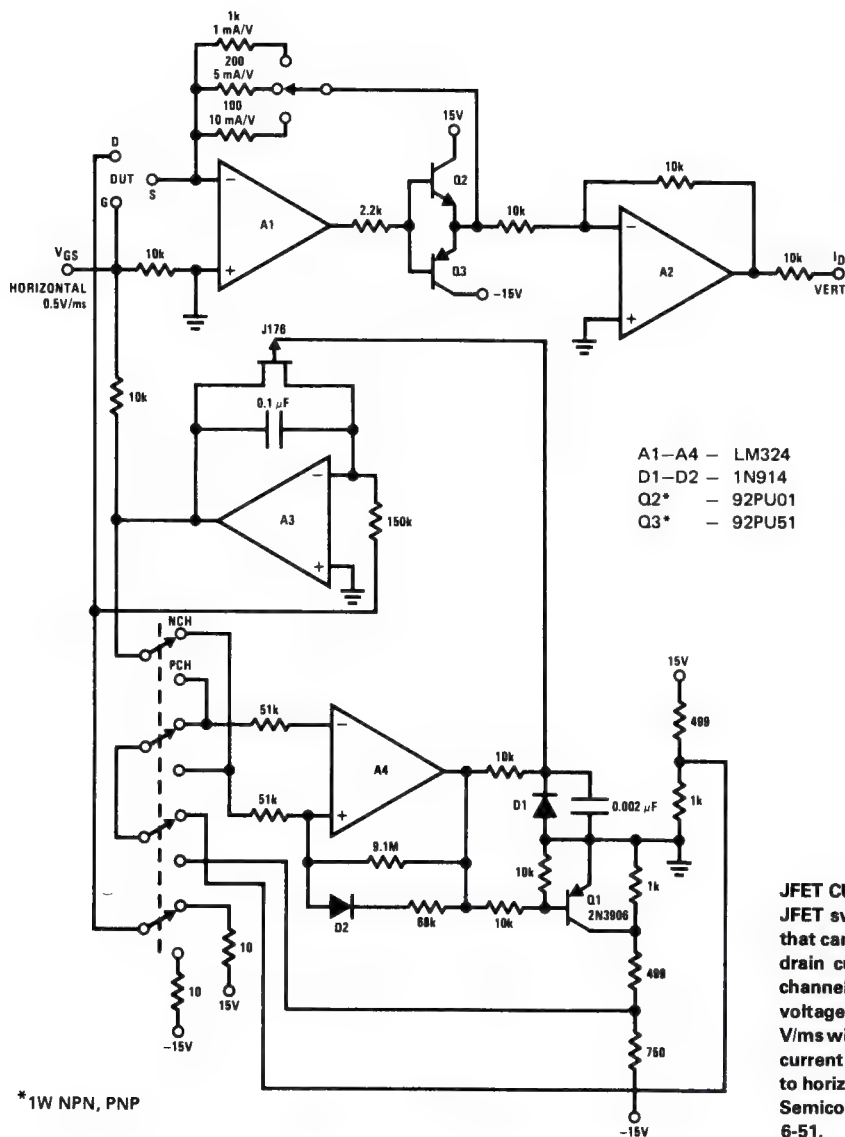 1k
1 mA/V
200
5 mA/V
100
10 mA/V
D
DUT
S
G
A1
2.2k
15V
Q2
Q3
-15V
10k
10k
A2
10k
ID
VERT
VGS
HORIZONTAL
0.5V/ms
10k
J176
0.1 µF
10k
A3
150k
A1–A4 – LM324
D1–D2 – 1N914
Q2* – 92PU01
Q3* – 92PU51
NCH
PCH
51k
51k
A4
10k
D1
0.002 µF
15V
499
1k
9.1M
D2
68k
10k
10k
Q1
2N3906
1k
499
750
-15V
10
15V
10
-15V
*1W NPN, PNP
JFET CU
JFET sv
that car
drain cu
channel
voltage
V/ms wi
current
to horiz
Semico
6-51.